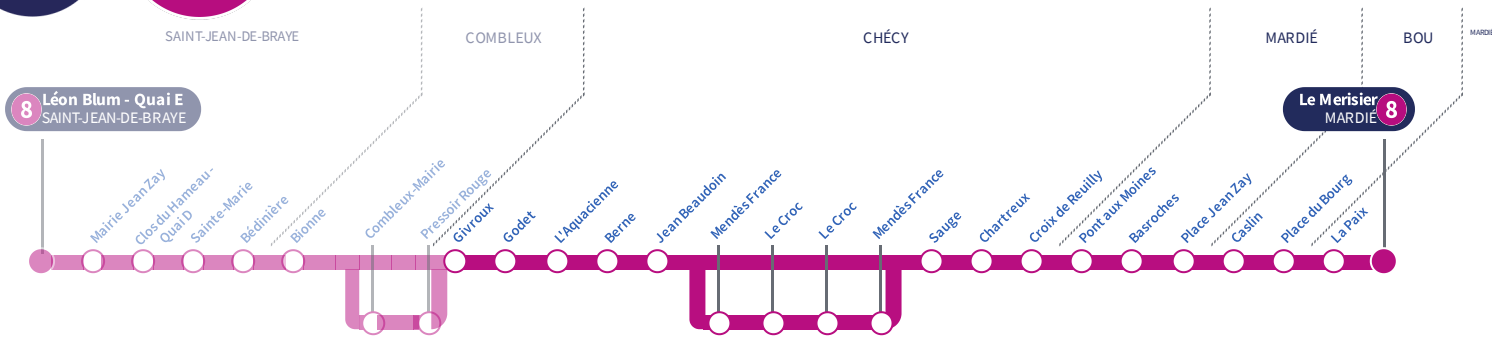 SAINT-JEAN-DE-BRAYE
COMBLEUX
CHÉCY
MARDIÉ
BOU
MARDIÉ
8
Léon Blum - Quai E
SAINT-JEAN-DE-BRAYE
Le Merisier
MARDIÉ
8
Mairie Jean Zay
Clos du Hameau -
Quai D
Sainte-Marie
Bédinière
Bionne
Combleux-Mairie
Pressoir Rouge
Givroux
Godet
L'Aquacienne
Berne
Jean Beaudoin
Mendès France
Le Croc
Le Croc
Mendès France
Sauge
Chartreux
Croix de Reuilly
Pont aux Moines
Basroches
Place Jean Zay
Castin
Place du Bourg
La Paix